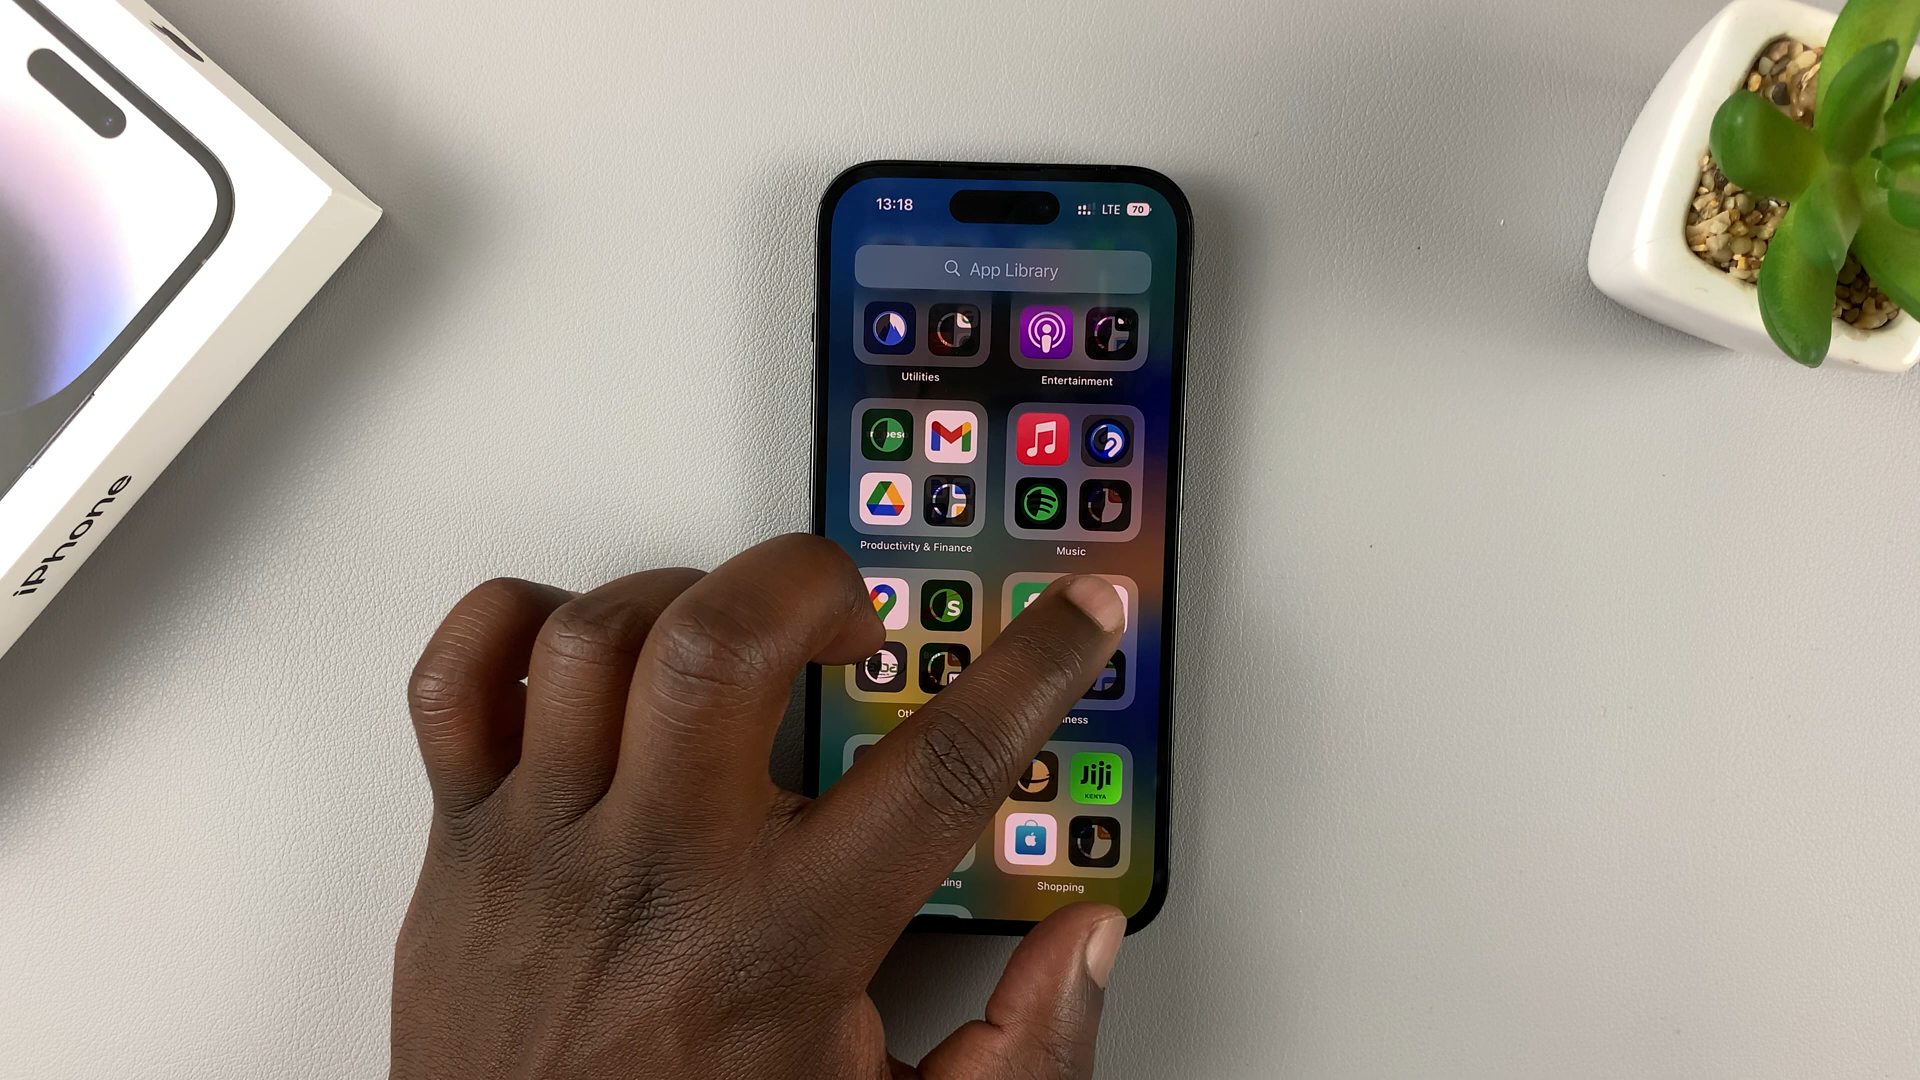 iPhone
13:18
LTE 70
App Library
Utilities
Entertainment
Productivity & Finance
Music
S
Jiji
KENYA
Shopping